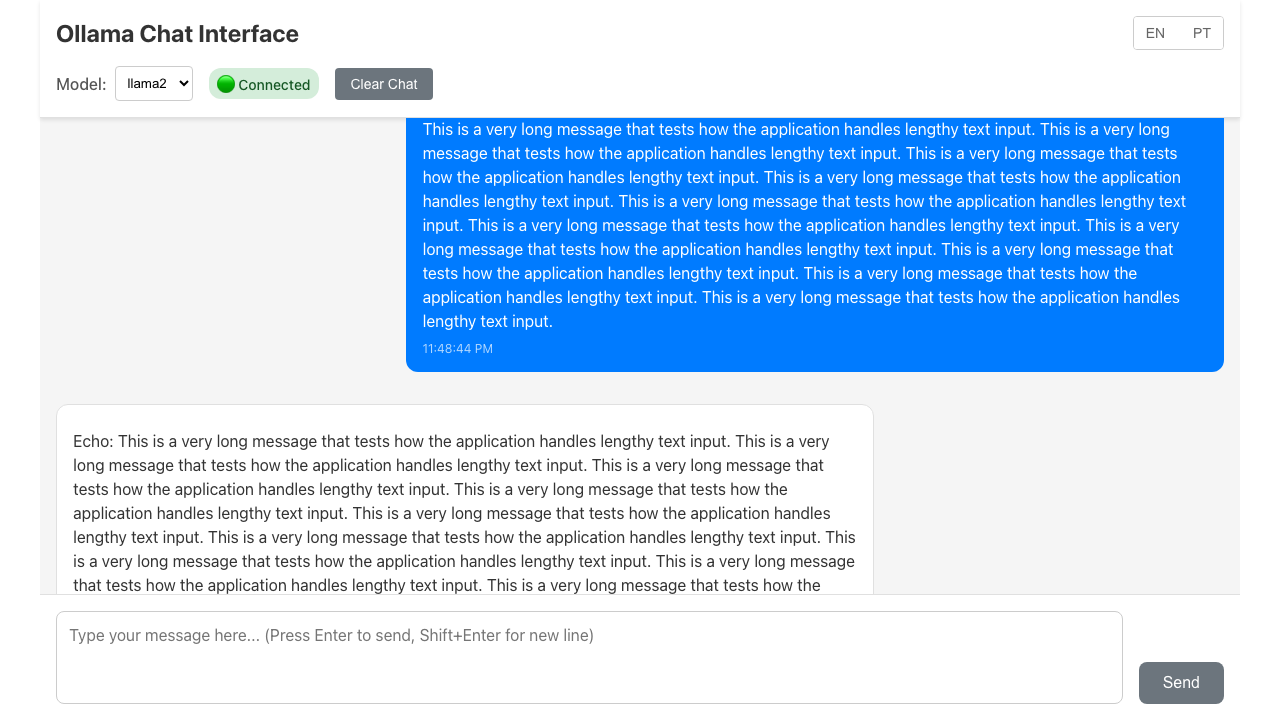 Ollama Chat Interface
EN PT
Model: llama2 Connected Clear Chat
This is a very long message that tests how the application handles lengthy text input. This is a very long
message that tests how the application handles lengthy text input. This is a very long message that tests
how the application handles lengthy text input. This is a very long message that tests how the application
handles lengthy text input. This is a very long message that tests how the application handles lengthy text
input. This is a very long message that tests how the application handles lengthy text input. This is a very
long message that tests how the application handles lengthy text input. This is a very long message that
tests how the application handles lengthy text input. This is a very long message that tests how the
application handles lengthy text input. This is a very long message that tests how the application handles
lengthy text input.
11:48:44 PM
Echo: This is a very long message that tests how the application handles lengthy text input. This is a very
long message that tests how the application handles lengthy text input. This is a very long message that
tests how the application handles lengthy text input. This is a very long message that tests how the
application handles lengthy text input. This is a very long message that tests how the application handles
lengthy text input. This is a very long message that tests how the application handles lengthy text input. This
is a very long message that tests how the application handles lengthy text input. This is a very long message
that tests how the application handles lengthy text input. This is a very long message that tests how the
Type your message here... (Press Enter to send, Shift+Enter for new line)
Send